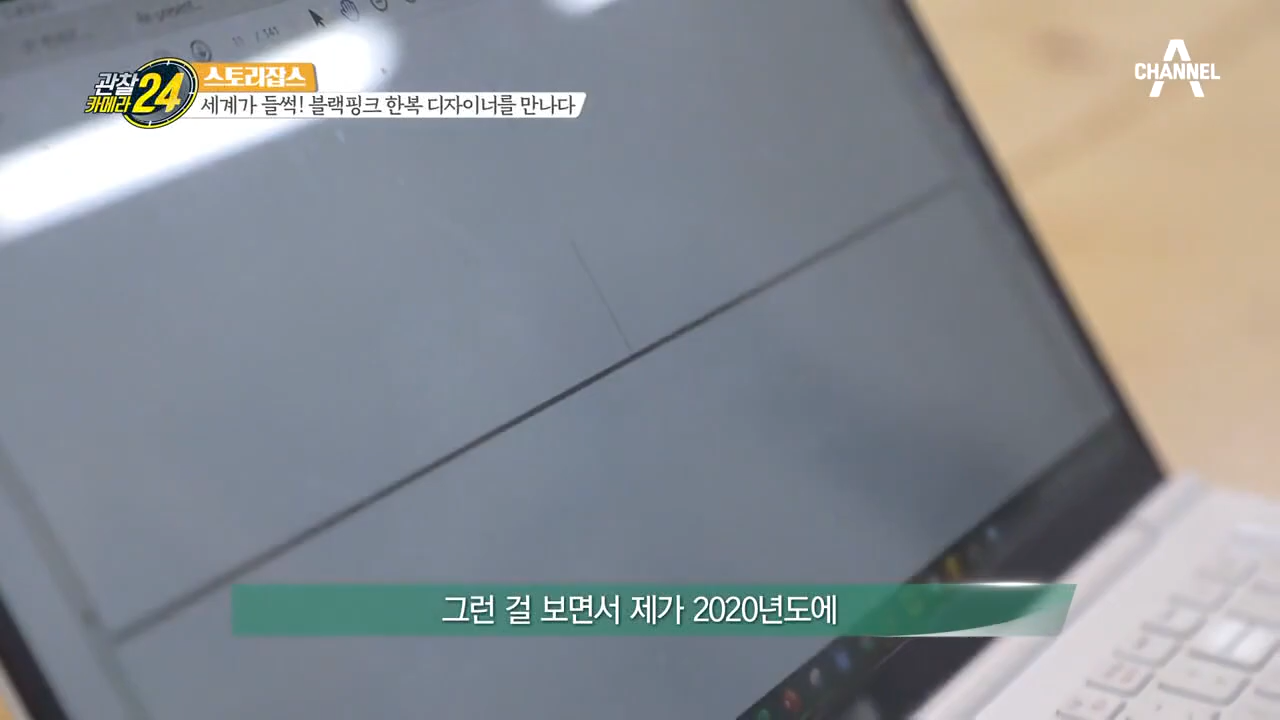 관찰
카메라
24
스토리잡스
세계가 들썩! 블랙핑크 한복 디자이너를 만나다
CHANNEL A
11 / 141
그런 걸 보면서 제가 2020년도에